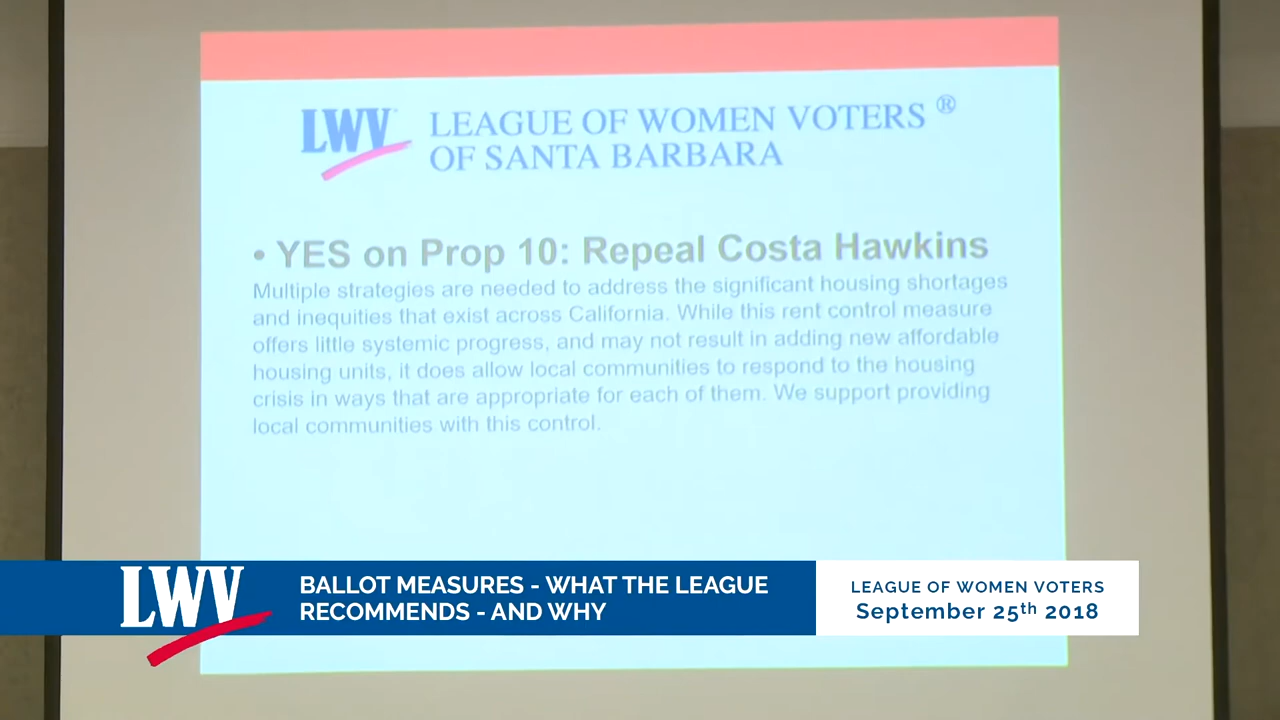 LWV
LEAGUE OF WOMEN VOTERS ®
OF SANTA BARBARA
• YES on Prop 10: Repeal Costa Hawkins
Multiple strategies are needed to address the significant housing shortages
and inequities that exist across California. While this rent control measure
offers little systemic progress, and may not result in adding new affordable
housing units, it does allow local communities to respond to the housing
crisis in ways that are appropriate for each of them. We support providing
local communities with this control.
LWV
BALLOT MEASURES - WHAT THE LEAGUE
RECOMMENDS - AND WHY
LEAGUE OF WOMEN VOTERS
September 25th 2018